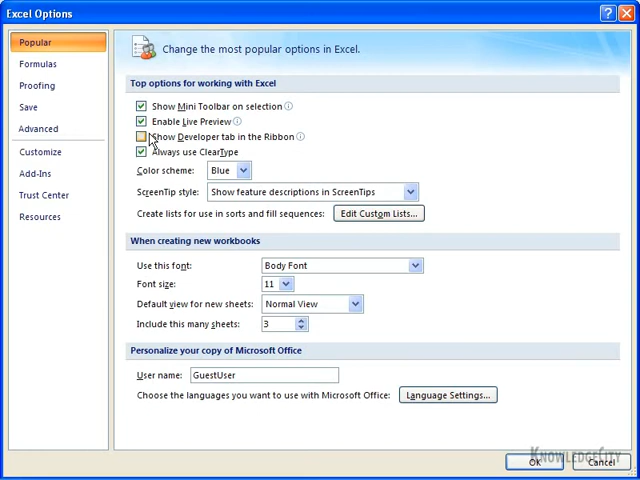 Excel Options
Popular
Formulas
Proofing
Save
Advanced
Customize
Add-Ins
Trust Center
Resources
Change the most popular options in Excel.
Top options for working with Excel
Show Mini Toolbar on selection
Enable Live Preview
Show Developer tab in the Ribbon
Always use ClearType
Color scheme: Blue
ScreenTip style: Show feature descriptions in ScreenTips
Create lists for use in sorts and fill sequences: Edit Custom Lists...
When creating new workbooks
Use this font: Body Font
Font size: 11
Default view for new sheets: Normal View
Include this many sheets: 3
Personalize your copy of Microsoft Office
User name: GuestUser
Choose the languages you want to use with Microsoft Office: Language Settings...
KnowledgeCity
OK Cancel